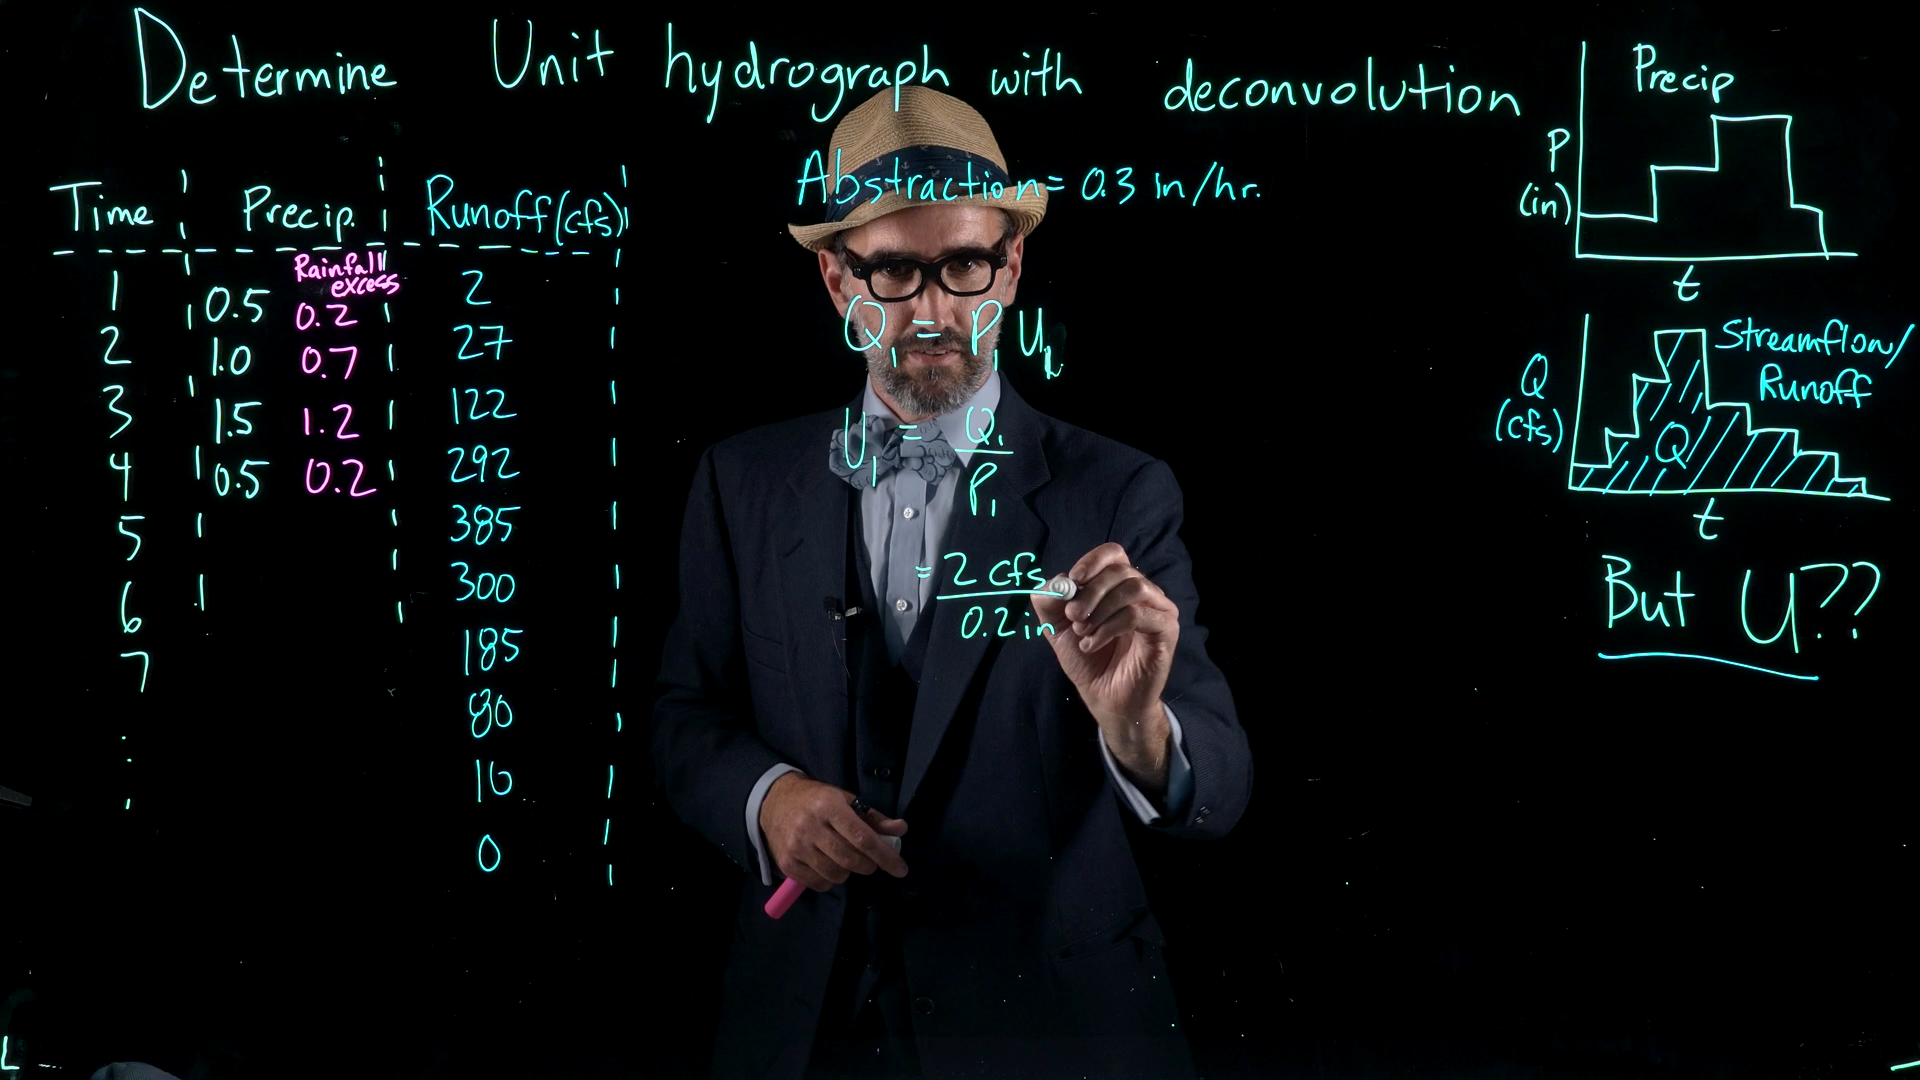 Determine Unit hydrograph with deconvolution
Abstraction = 0.3 in/hr.
Time Precip. Runoff (cfs)
Rainfall
excess
1 0.5 0.2 2
2 1.0 0.7 27
3 1.5 1.2 122
4 0.5 0.2 292
5 385
6 300
7 185
80
10
0
Q₁ = P₁ U₁
U₁ = Q₁
P₁
= 2 cfs
0.2 in
Precip
P
(in)
t
Streamflow/
Runoff
Q
(cfs)
Q
t
But U??